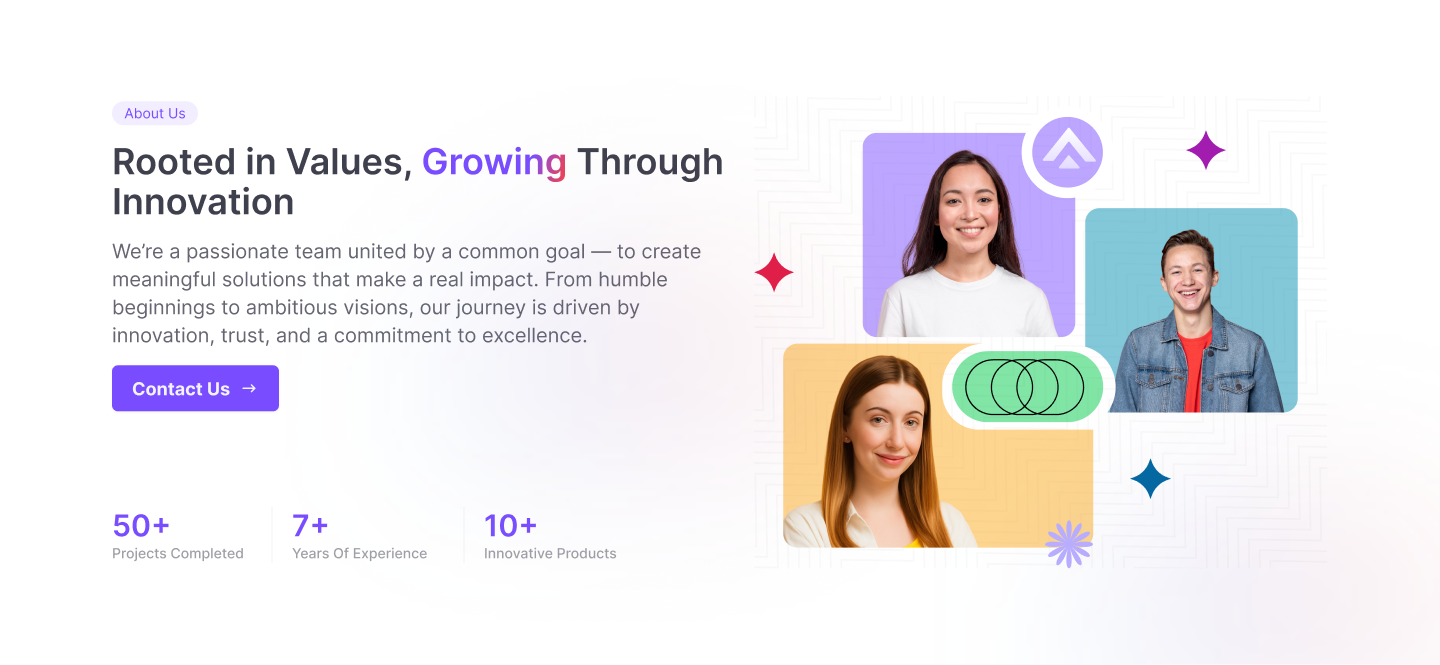 About Us
Rooted in Values, Growing Through
Innovation
We’re a passionate team united by a common goal — to create
meaningful solutions that make a real impact. From humble
beginnings to ambitious visions, our journey is driven by
innovation, trust, and a commitment to excellence.
Contact Us →
50+
Projects Completed
7+
Years Of Experience
10+
Innovative Products